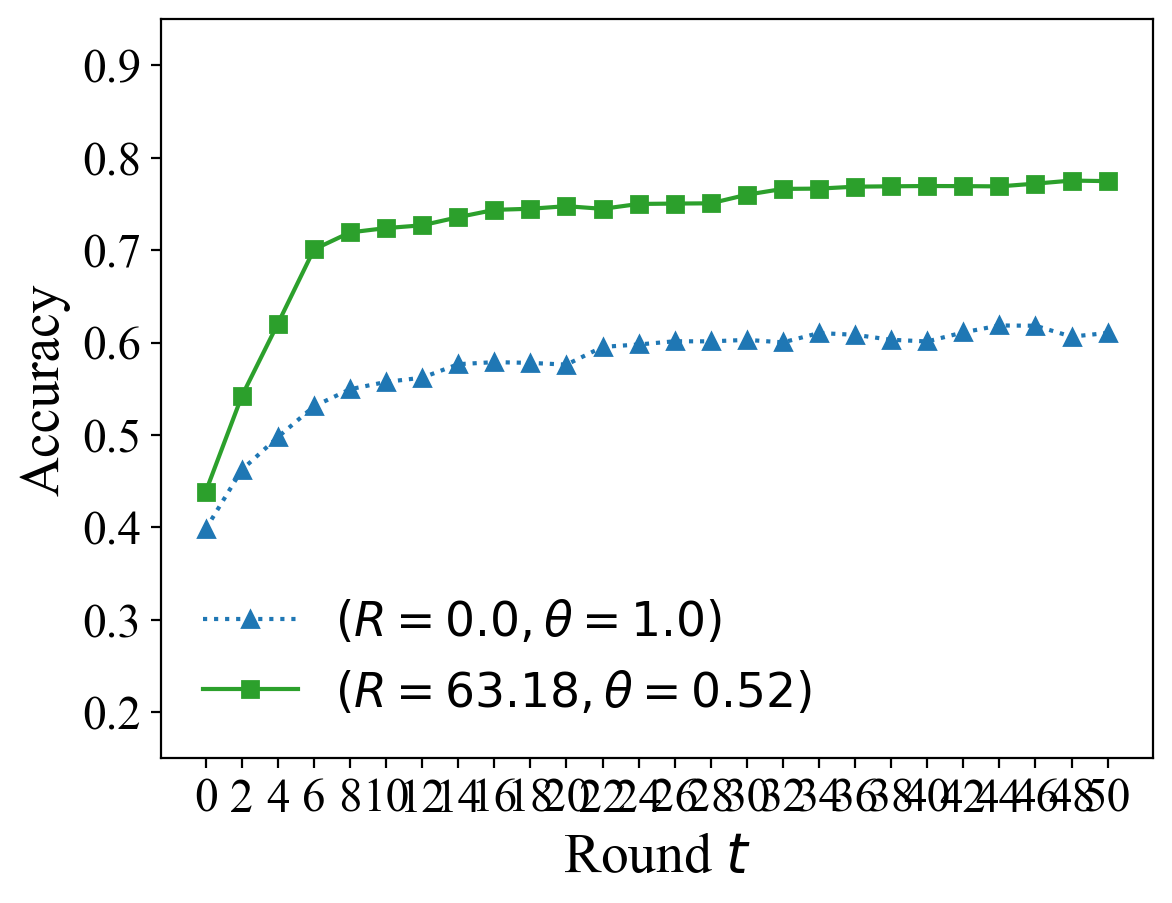 Accuracy
0.9
0.8
0.7
0.6
0.5
0.4
0.3
0.2
(R = 0.0, θ = 1.0)
(R = 63.18, θ = 0.52)
0 2 4 6 8 10 12 14 16 18 20 22 24 26 28 30 32 34 36 38 40 42 44 46 48 50
Round t